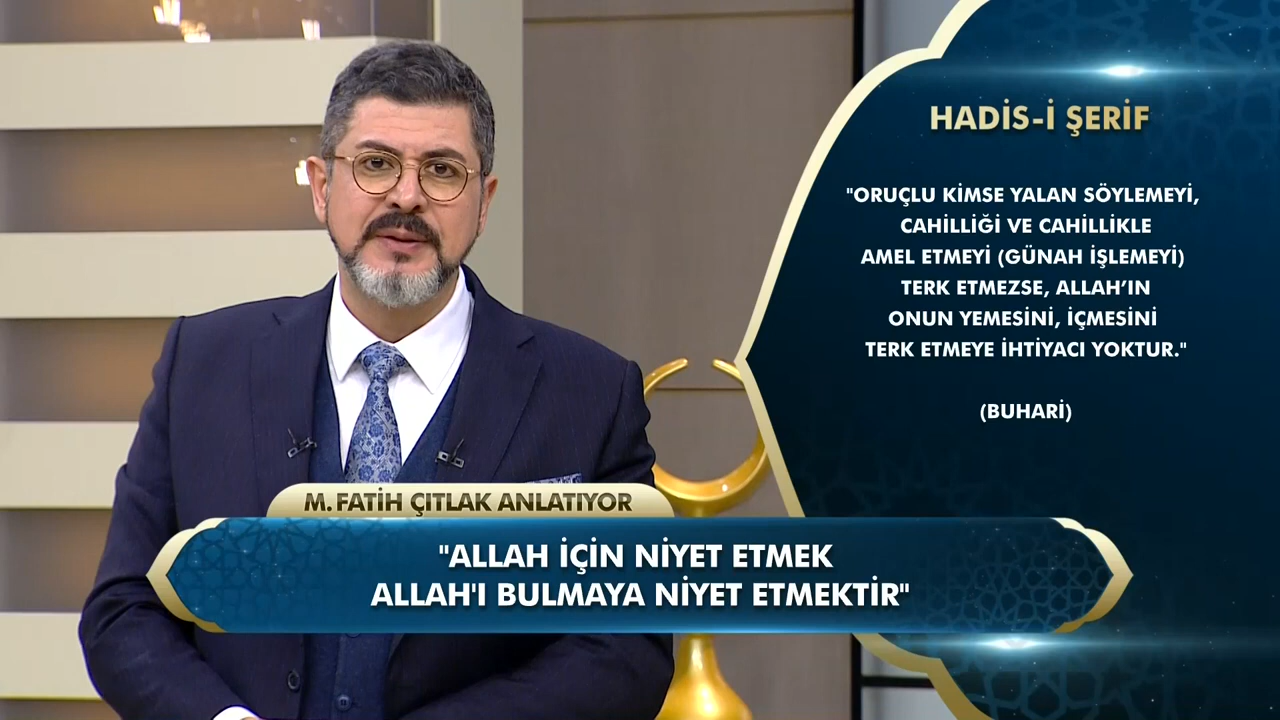 HADİS-İ ŞERİF
"ORUÇLU KİMSE YALAN SÖYLEMEYİ,
CAHİLLİĞİ VE CAHİLLİKLE
AMEL ETMEYİ (GÜNAH İŞLEMEYİ)
TERK ETMEZSE, ALLAH’IN
ONUN YEMESİNİ, İÇMESİNİ
TERK ETMEYE İHTİYACI YOKTUR."
(BUHARİ)
M. FATİH ÇITLAK ANLATIYOR
"ALLAH İÇİN NİYET ETMEK
ALLAH'I BULMAYA NİYET ETMEKTİR"